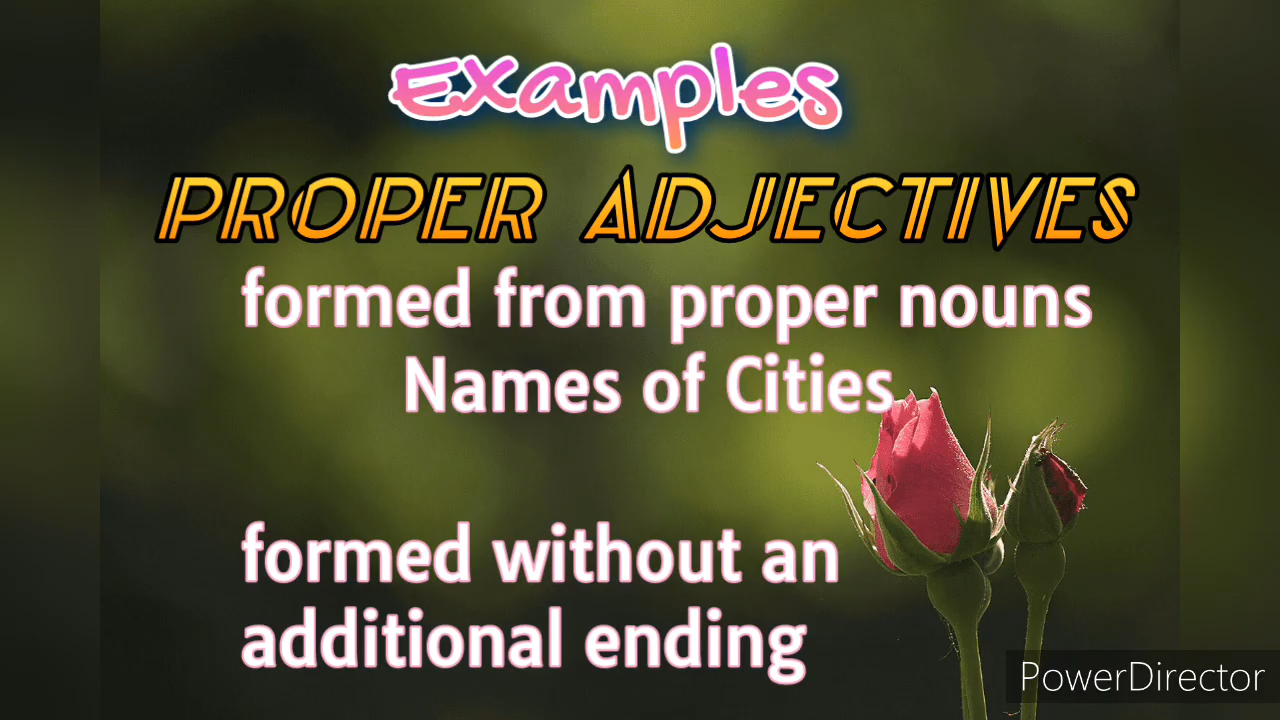 Examples
PROPER ADJECTIVES
formed from proper nouns
Names of Cities
formed without an
additional ending
PowerDirector